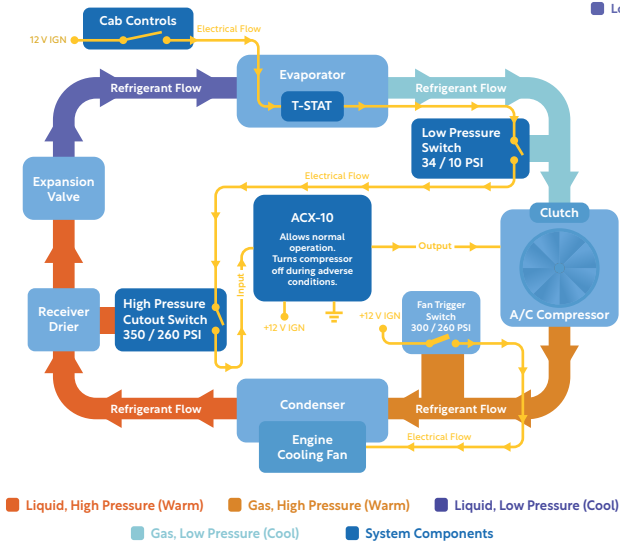 Cab Controls
Electrical Flow
12 V IGN
Evaporator
T-STAT
Refrigerant Flow
Refrigerant Flow
Low Pressure
Switch
34 / 10 PSI
Electrical Flow
Expansion
Valve
ACX-10
Allows normal
operation.
Turns compressor
off during adverse
conditions.
Output
Input
+12 V IGN
Clutch
A/C Compressor
Receiver
Drier
High Pressure
Cutout Switch
350 / 260 PSI
Fan Trigger
Switch
300 / 260 PSI
+12 V IGN
Refrigerant Flow
Condenser
Refrigerant Flow
Engine
Cooling Fan
Electrical Flow
Liquid, High Pressure (Warm)
Gas, High Pressure (Warm)
Liquid, Low Pressure (Cool)
Gas, Low Pressure (Cool)
System Components